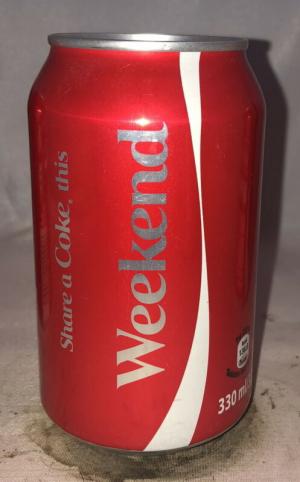 Share a Coke, this
Weekend
330 ml